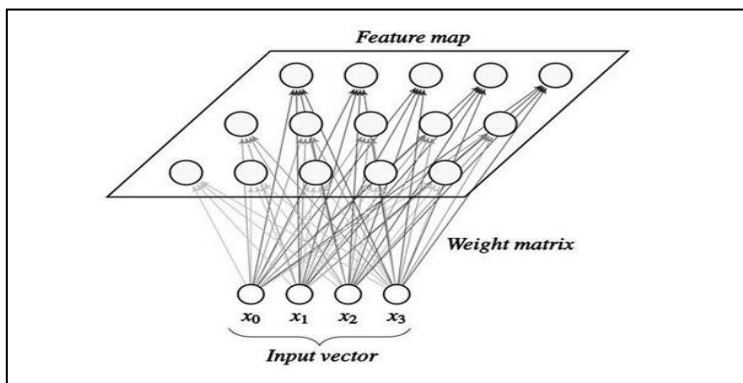 Feature map
Weight matrix
x0 x1 x2 x3
Input vector